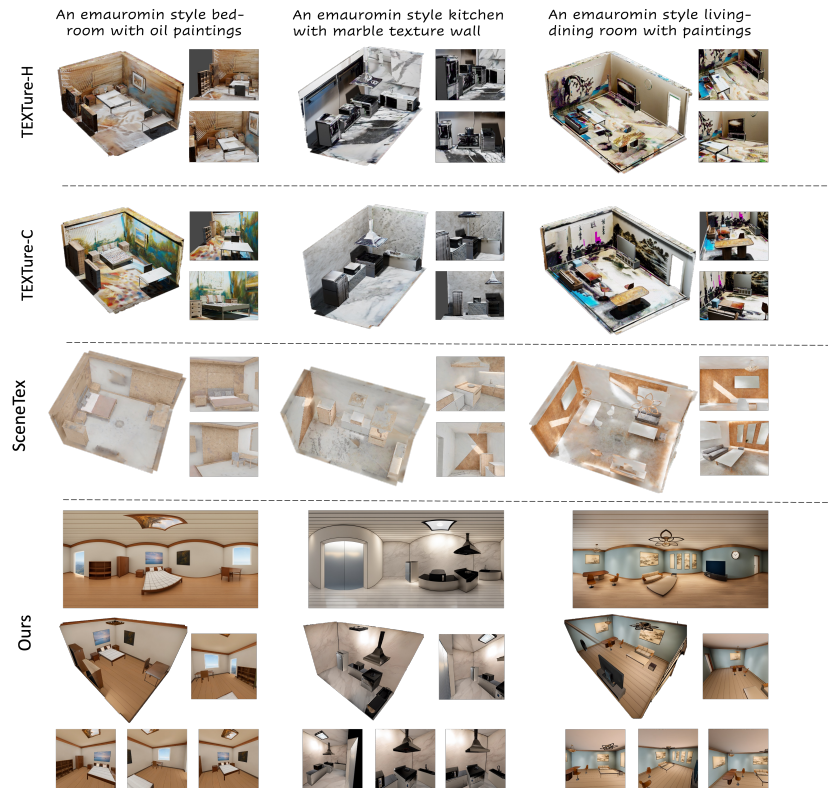 An emauromin style bed-
room with oil paintings
An emauromin style kitchen
with marble texture wall
An emauromin style living-
dining room with paintings
TEXTure-H
TEXTure-C
SceneTex
Ours